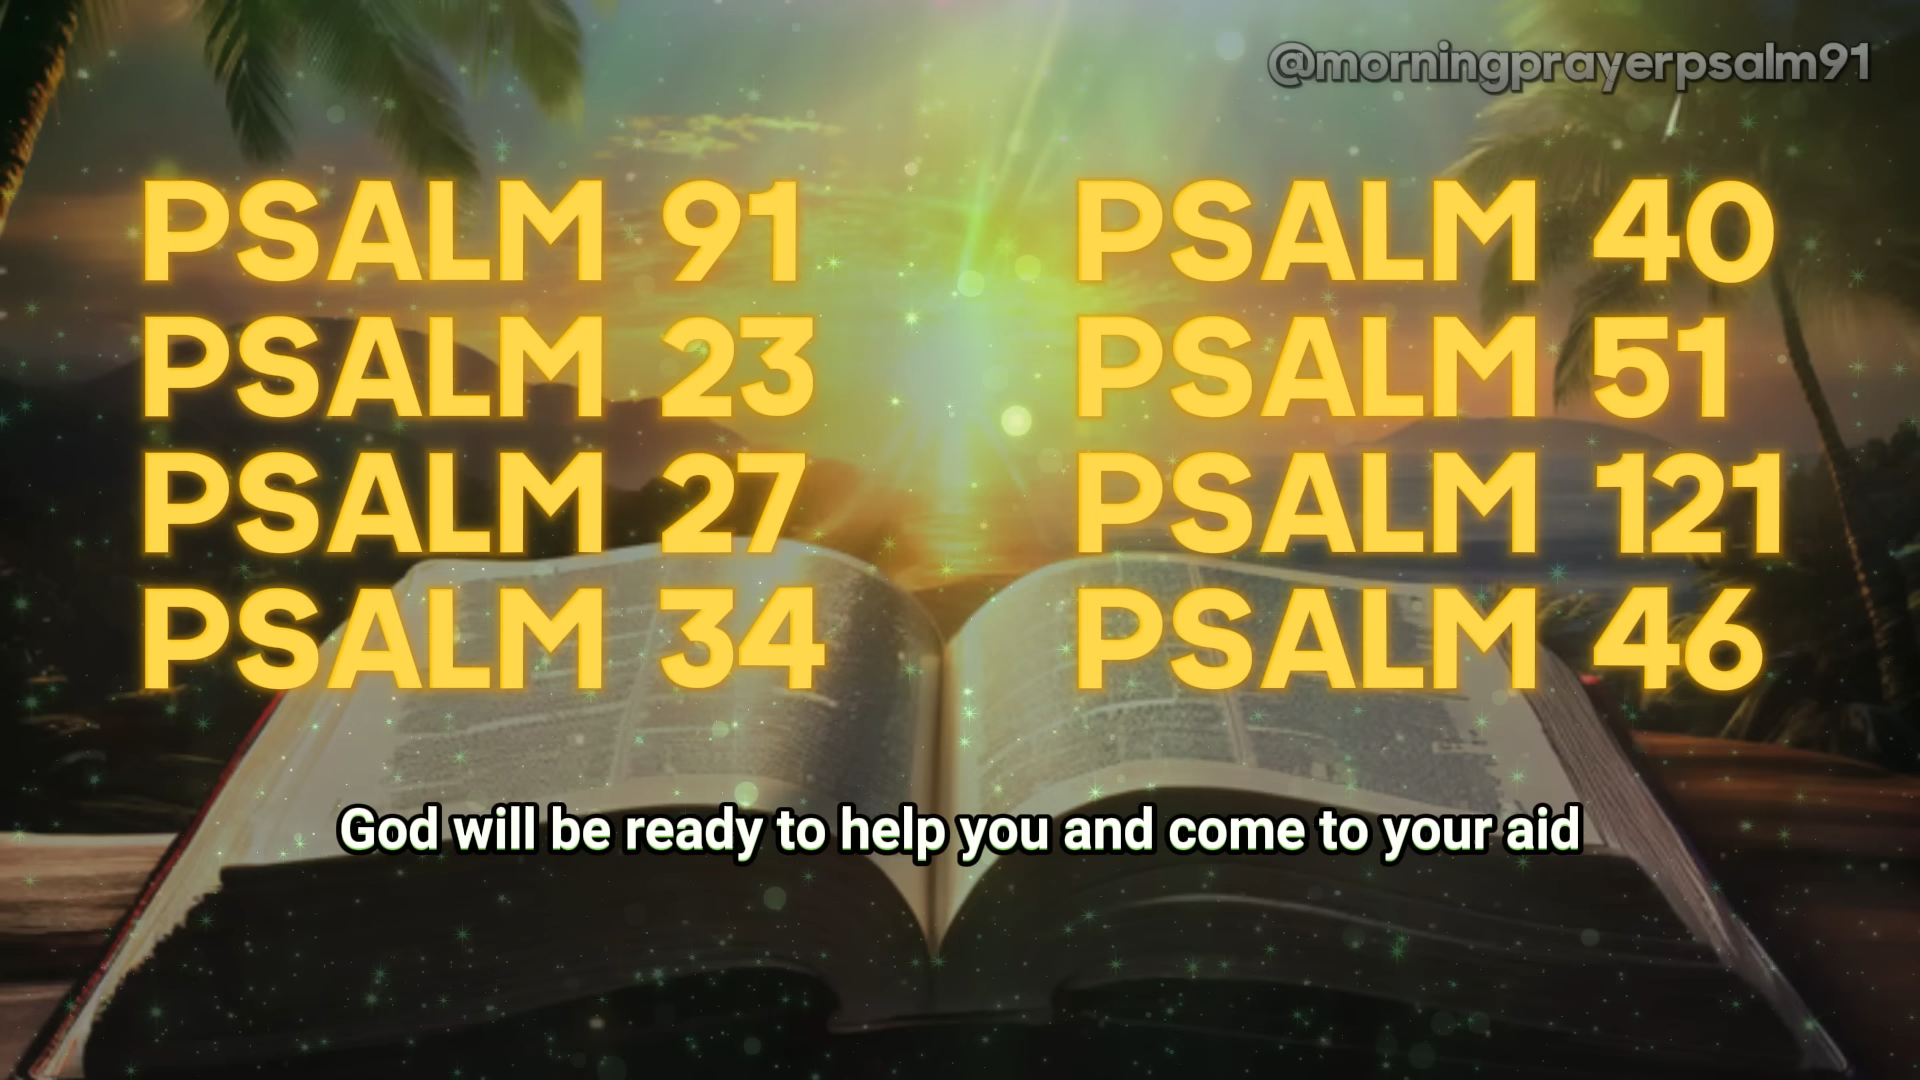 @morningprayerpsalm91
PSALM 91
PSALM 23
PSALM 27
PSALM 34
PSALM 40
PSALM 51
PSALM 121
PSALM 46
God will be ready to help you and come to your aid